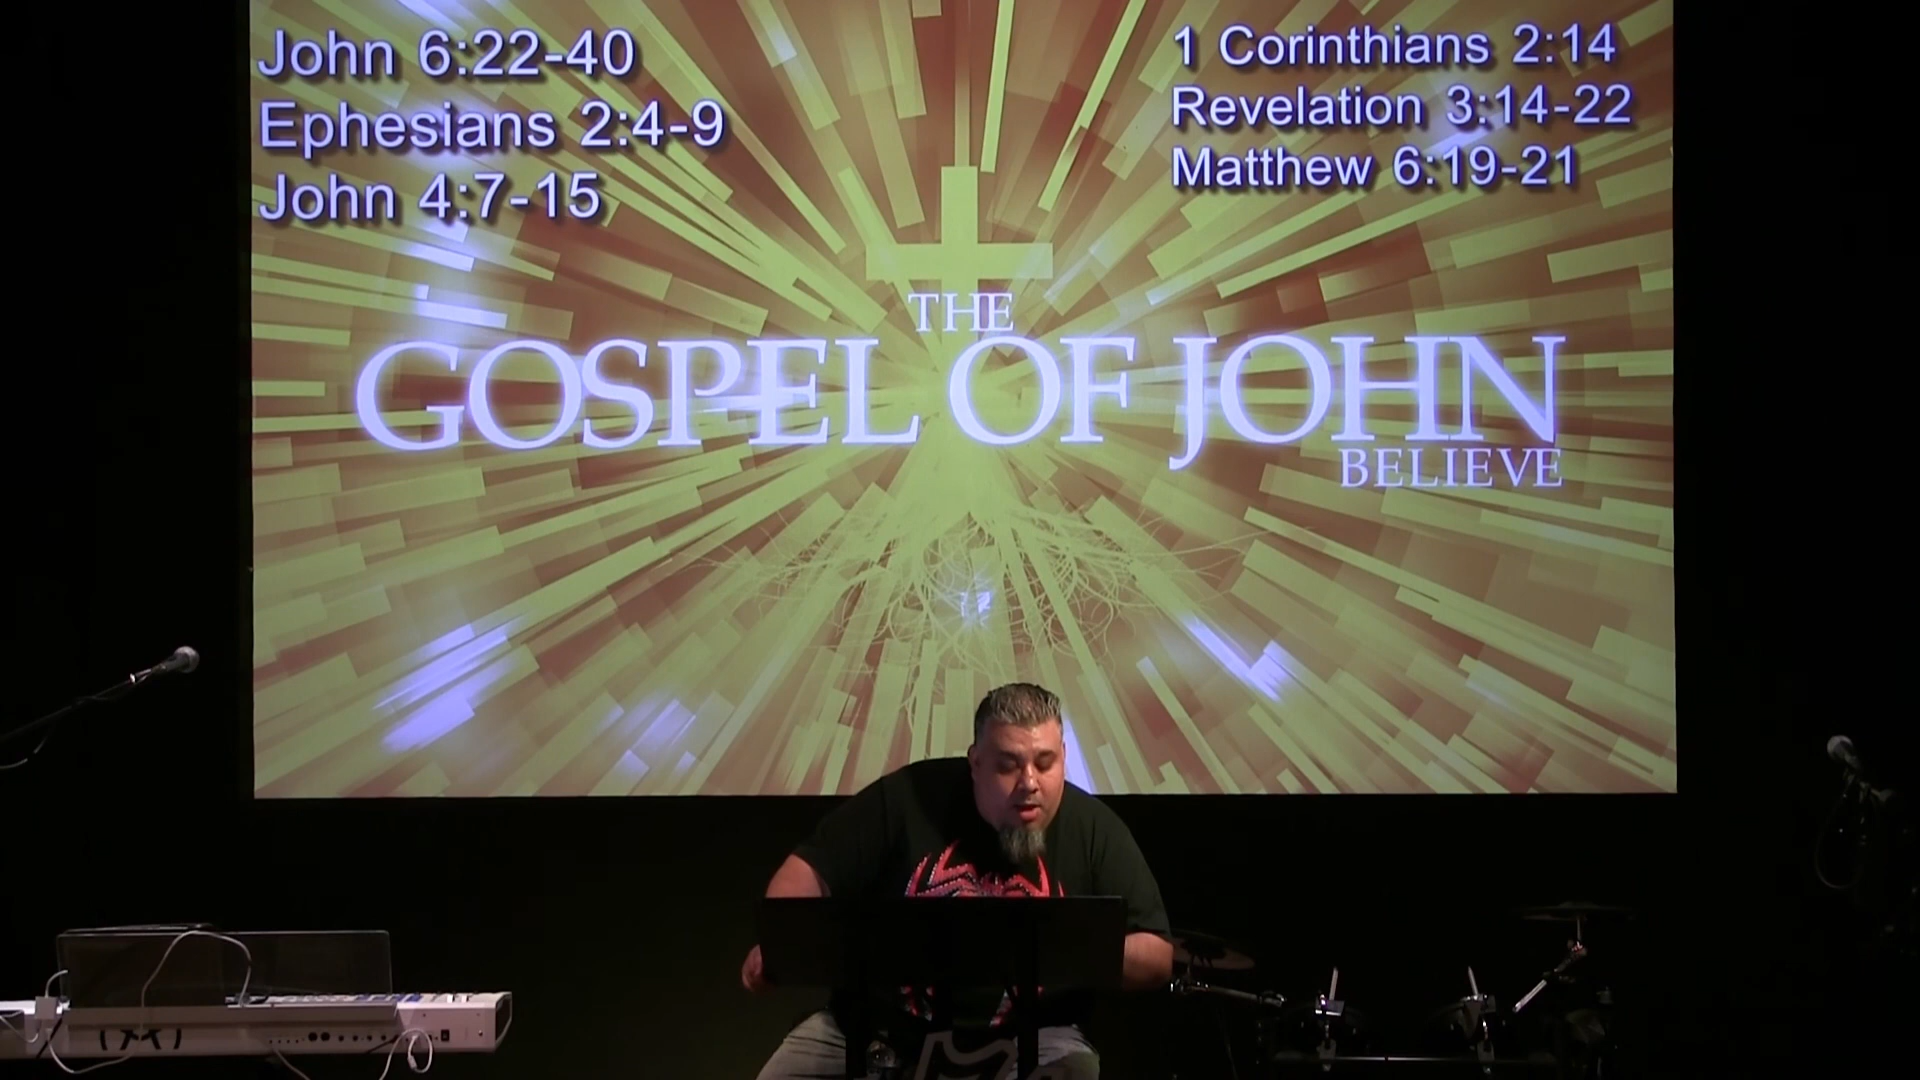 John 6:22-40
Ephesians 2:4-9
John 4:7-15
1 Corinthians 2:14
Revelation 3:14-22
Matthew 6:19-21
THE
GOSPEL OF JOHN
BELIEVE